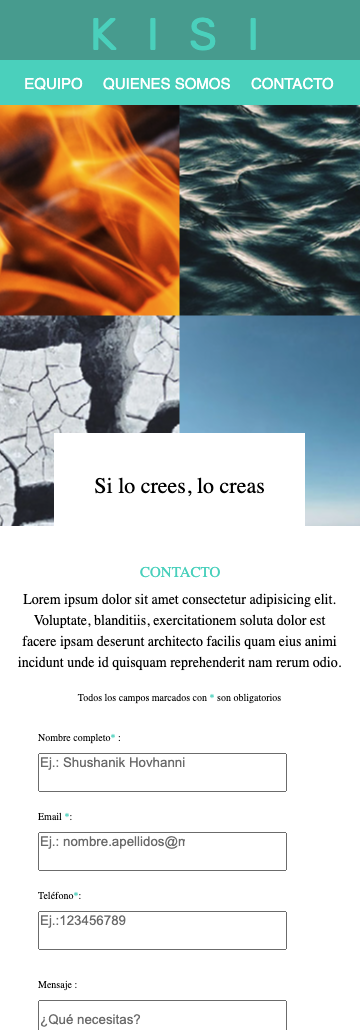 KISI
EQUIPO QUIENES SOMOS CONTACTO
Si lo crees, lo creas
CONTACTO
Lorem ipsum dolor sit amet consectetur adipisicing elit.
Voluptate, blanditiis, exercitationem soluta dolor est
facere ipsam deserunt architecto facilis quam eius animi
incidunt unde id quisquam reprehenderit nam rerum odio.
Todos los campos marcados con * son obligatorios
Nombre completo* :
Ej.: Shushanik Hovhanni
Email *:
Ej.: nombre.apellidos@m
Teléfono*:
Ej.:123456789
Mensaje :
¿Qué necesitas?